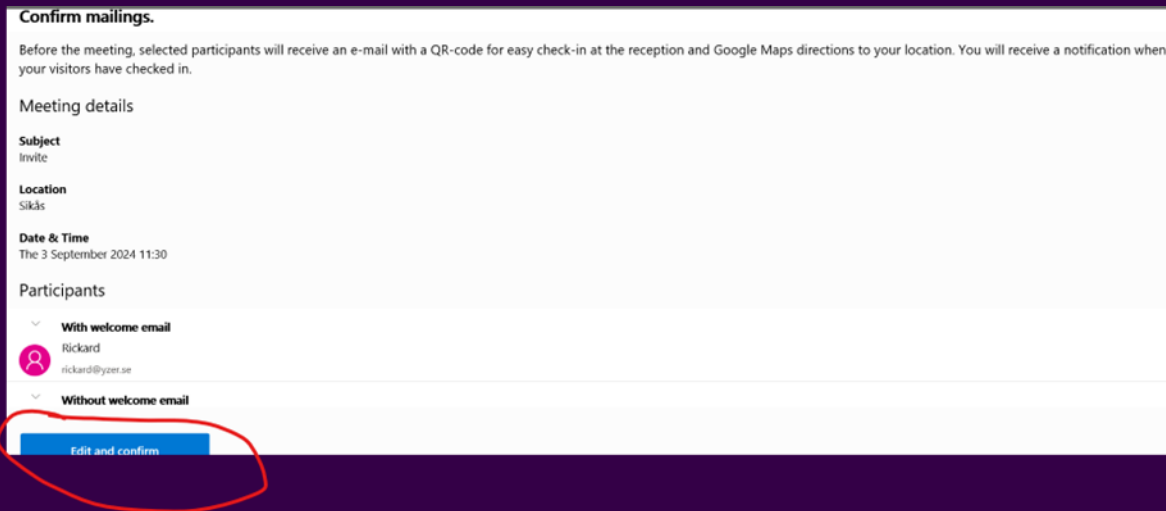 Confirm mailings.
Before the meeting, selected participants will receive an e-mail with a QR-code for easy check-in at the reception and Google Maps directions to your location. You will receive a notification when
your visitors have checked in.
Meeting details
Subject
Invite
Location
Sikås
Date & Time
The 3 September 2024 11:30
Participants
With welcome email
Rickard
rickard@yzer.se
Without welcome email
Edit and confirm